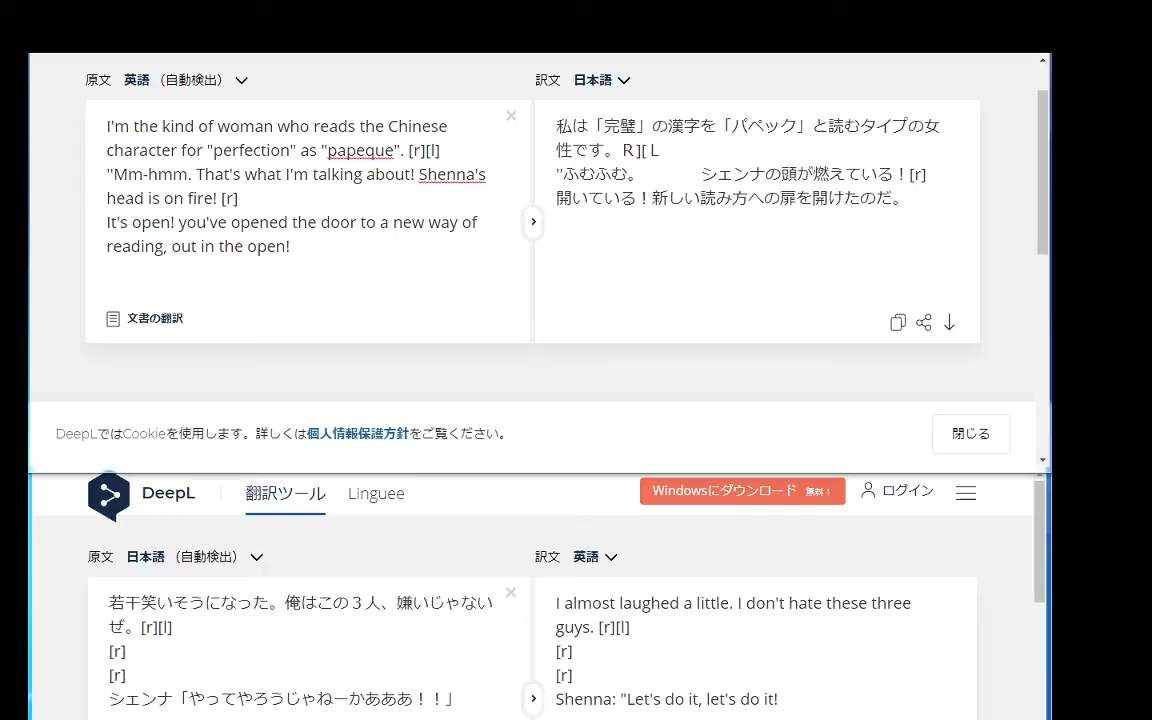 原文 英語 （自動検出）
訳文 日本語
I'm the kind of woman who reads the Chinese
character for "perfection" as "papeque". [r][l]
"Mm-hmm. That's what I'm talking about! Shenna's
head is on fire! [r]
It's open! you've opened the door to a new way of
reading, out in the open!
文書の翻訳
私は「完璧」の漢字を「パペック」と読むタイプの女
性です。Ｒ][Ｌ
"ふむふむ。　　　　シェンナの頭が燃えている！[r]
開いている！新しい読み方への扉を開けたのだ。
DeepLではCookieを使用します。詳しくは個人情報保護方針をご覧ください。
閉じる
DeepL
翻訳ツール
Linguee
Windowsにダウンロード 無料！
ログイン
原文 日本語 （自動検出）
訳文 英語
若干笑いそうになった。俺はこの３人、嫌いじゃない
ぜ。[r][l]
[r]
[r]
シェンナ「やってやろうじゃねーかあああ！！」
I almost laughed a little. I don't hate these three
guys. [r][l]
[r]
[r]
Shenna: "Let's do it, let's do it!